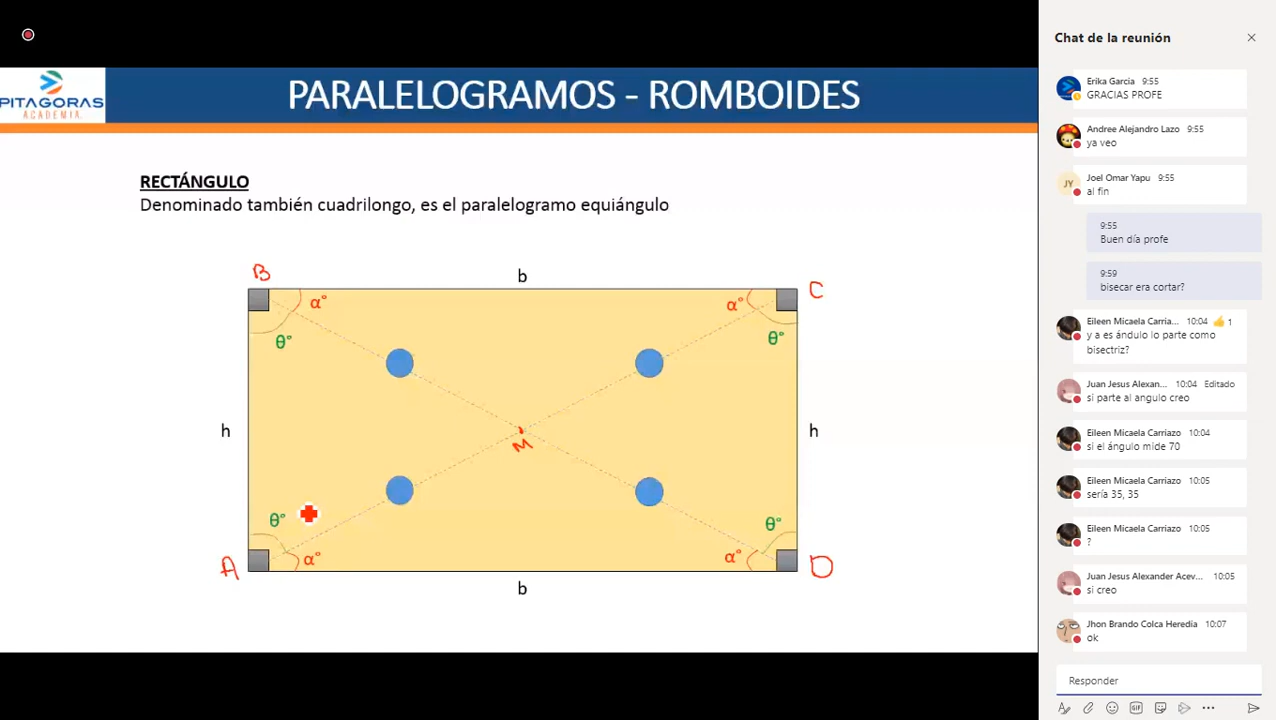 PITAGORAS
ACADEMIA
PARALELOGRAMOS - ROMBOIDES
RECTÁNGULO
Denominado también cuadrilongo, es el paralelogramo equiángulo
b
B
C
α°
α°
θ°
θ°
h
h
M
θ°
θ°
α°
α°
A
D
b
Chat de la reunión
Erika Garcia 9:55
GRACIAS PROFE
Andree Alejandro Lazo 9:55
ya veo
JY
Joel Omar Yapu 9:55
al fin
9:55
Buen día profe
9:59
bisecar era cortar?
Eileen Micaela Carria... 10:04 👍 1
y a es ándulo lo parte como
bisectriz?
Juan Jesus Alexan... 10:04 Editado
si parte al angulo creo
Eileen Micaela Carriazo 10:04
si el ángulo mide 70
Eileen Micaela Carriazo 10:05
sería 35, 35
Eileen Micaela Carriazo 10:05
?
Juan Jesus Alexander Acev... 10:05
si creo
Jhon Brando Colca Heredia 10:07
ok
Responder
GIF